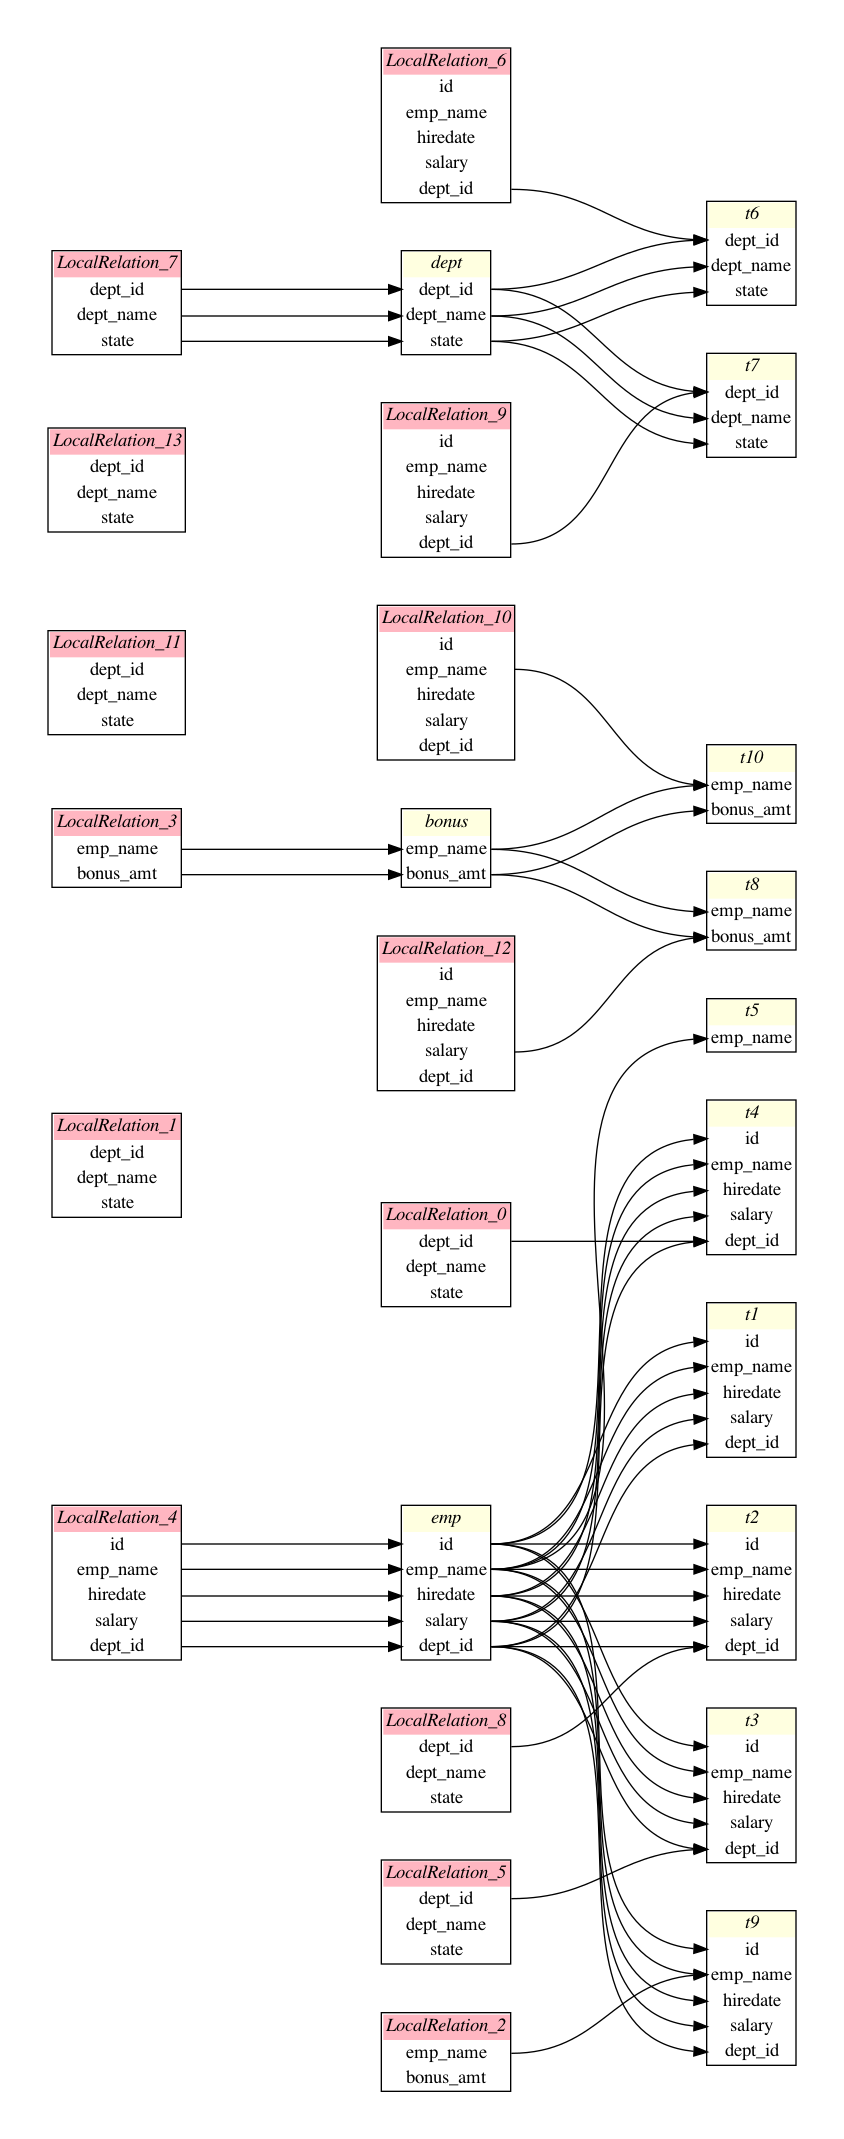 LocalRelation_6
id
emp_name
hiredate
salary
dept_id
t6
dept_id
dept_name
state
LocalRelation_7
dept_id
dept_name
state
dept
dept_id
dept_name
state
t7
dept_id
dept_name
state
LocalRelation_9
id
emp_name
hiredate
salary
dept_id
LocalRelation_13
dept_id
dept_name
state
LocalRelation_10
id
emp_name
hiredate
salary
dept_id
LocalRelation_11
dept_id
dept_name
state
t10
emp_name
bonus_amt
LocalRelation_3
emp_name
bonus_amt
bonus
emp_name
bonus_amt
t8
emp_name
bonus_amt
LocalRelation_12
id
emp_name
hiredate
salary
dept_id
t5
emp_name
t4
id
emp_name
hiredate
salary
dept_id
LocalRelation_1
dept_id
dept_name
state
LocalRelation_0
dept_id
dept_name
state
t1
id
emp_name
hiredate
salary
dept_id
LocalRelation_4
id
emp_name
hiredate
salary
dept_id
emp
id
emp_name
hiredate
salary
dept_id
t2
id
emp_name
hiredate
salary
dept_id
LocalRelation_8
dept_id
dept_name
state
t3
id
emp_name
hiredate
salary
dept_id
LocalRelation_5
dept_id
dept_name
state
t9
id
emp_name
hiredate
salary
dept_id
LocalRelation_2
emp_name
bonus_amt